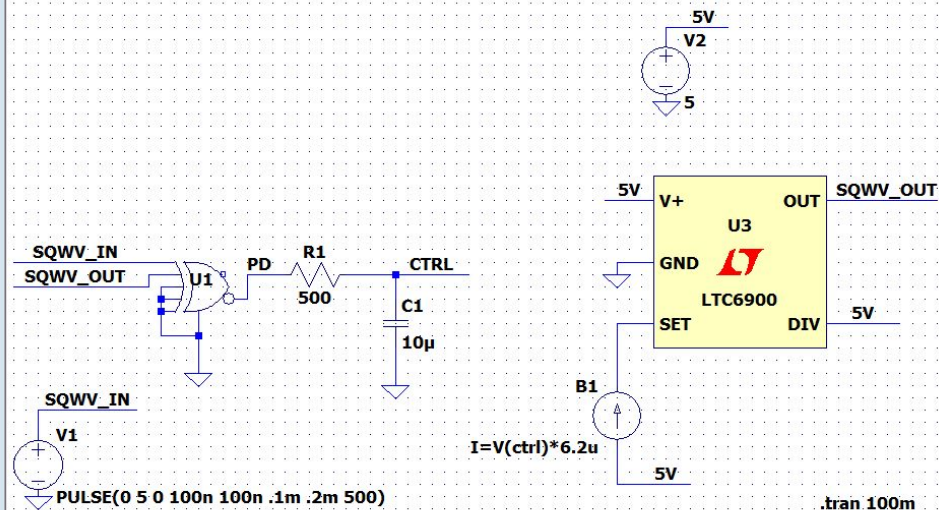 5V
V2
5
5V
V+
OUT
SQWV_OUT
U3
GND
LTC6900
SET
DIV
5V
SQWV_IN
SQWV_OUT
U1
PD
R1
500
CTRL
C1
10µ
B1
I=V(ctrl)*6.2u
5V
SQWV_IN
V1
PULSE(0 5 0 100n 100n .1m .2m 500)
.tran 100m